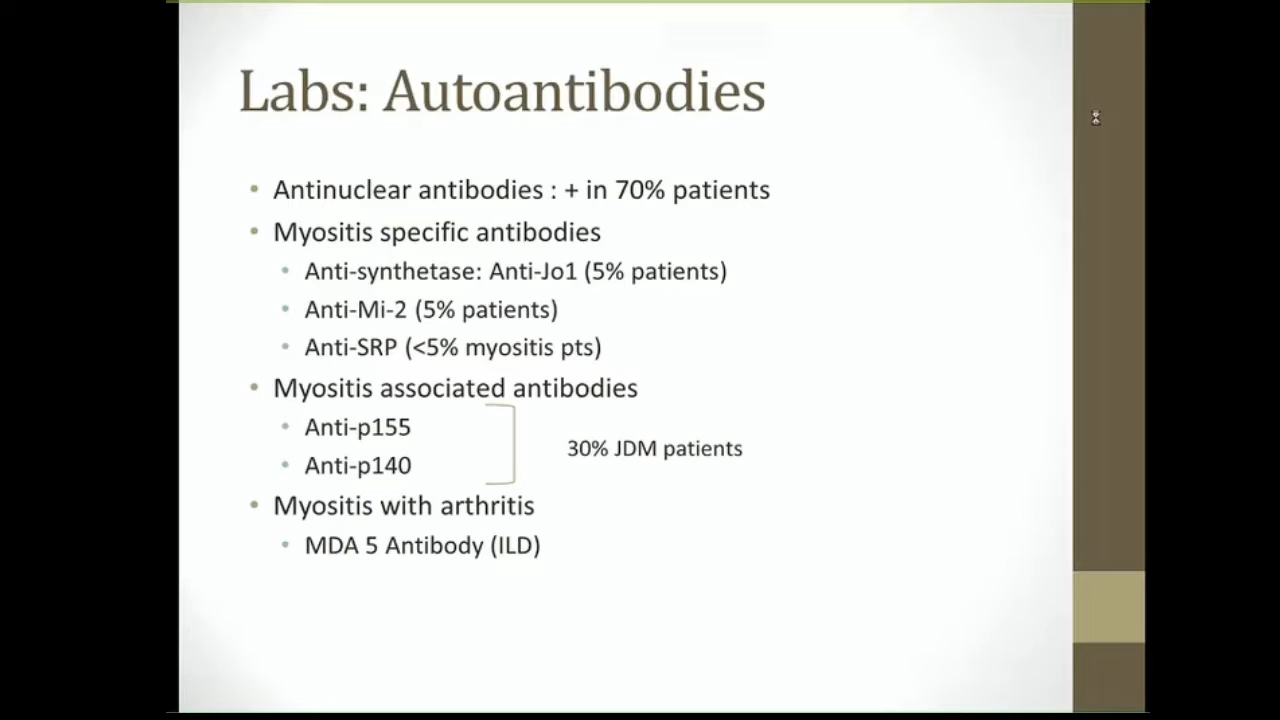 Labs: Autoantibodies
Antinuclear antibodies : + in 70% patients
Myositis specific antibodies
Anti-synthetase: Anti-Jo1 (5% patients)
Anti-Mi-2 (5% patients)
Anti-SRP (<5% myositis pts)
Myositis associated antibodies
Anti-p155
Anti-p140
30% JDM patients
Myositis with arthritis
MDA 5 Antibody (ILD)